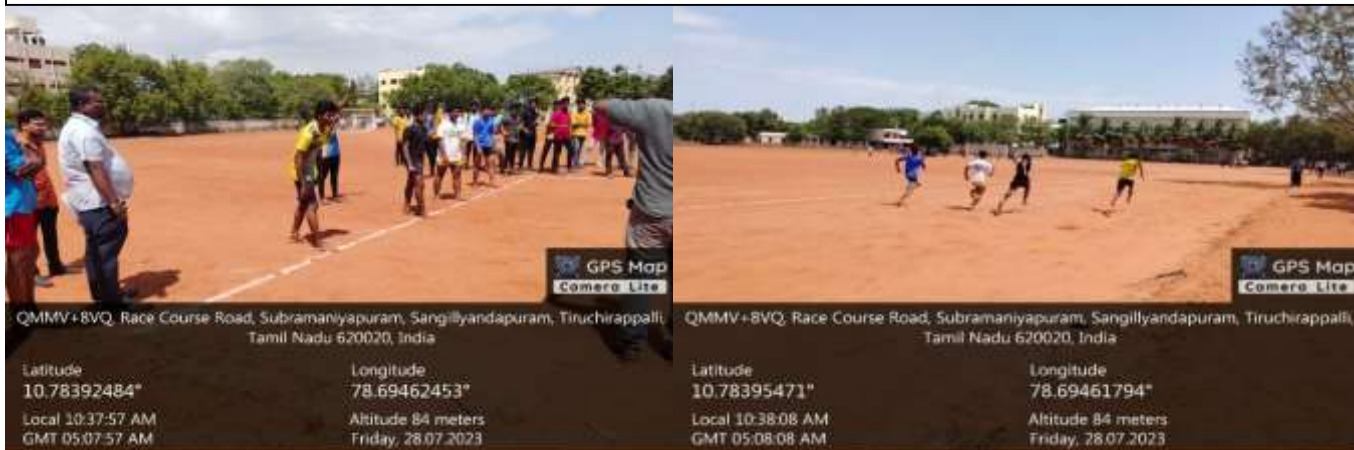 GPS Map
Camera Lite
QMMV+8VQ, Race Course Road, Subramaniyapuram, Sangillyandapuram, Tiruchirappalli,
Tamil Nadu 620020, India
Latitude
10.78392484°
Longitude
78.69462453°
Local 10:37:57 AM
GMT 05:07:57 AM
Altitude 84 meters
Friday, 28.07.2023
GPS Map
Camera Lite
QMMV+8VQ, Race Course Road, Subramaniyapuram, Sangillyandapuram, Tiruchirappalli,
Tamil Nadu 620020, India
Latitude
10.78395471°
Longitude
78.69461794°
Local 10:38:08 AM
GMT 05:08:08 AM
Altitude 84 meters
Friday, 28.07.2023